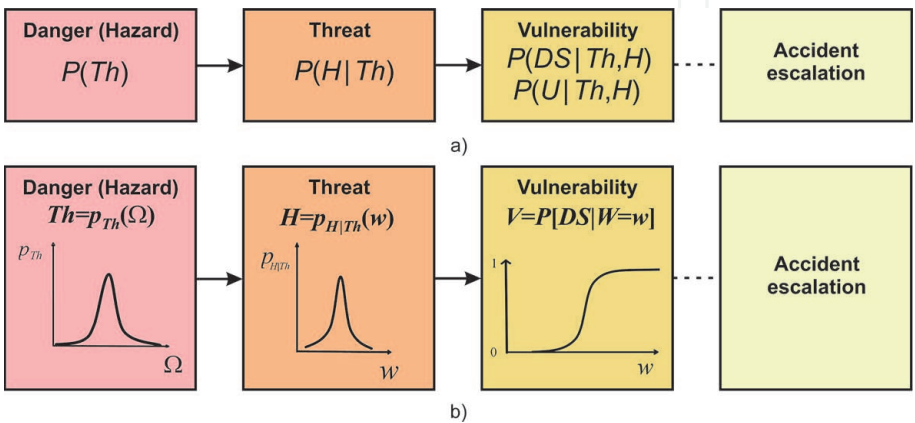 Danger (Hazard)
P(Th)
Threat
P(H| Th)
Vulnerability
P(DS| Th,H)
P(U| Th,H)
Accident
escalation
a)
Danger (Hazard)
Th=p_Th(Ω)
p_Th
Ω
Threat
H=p_H|Th(w)
p_H|Th
w
Vulnerability
V=P[DS|W=w]
1
0
w
Accident
escalation
b)